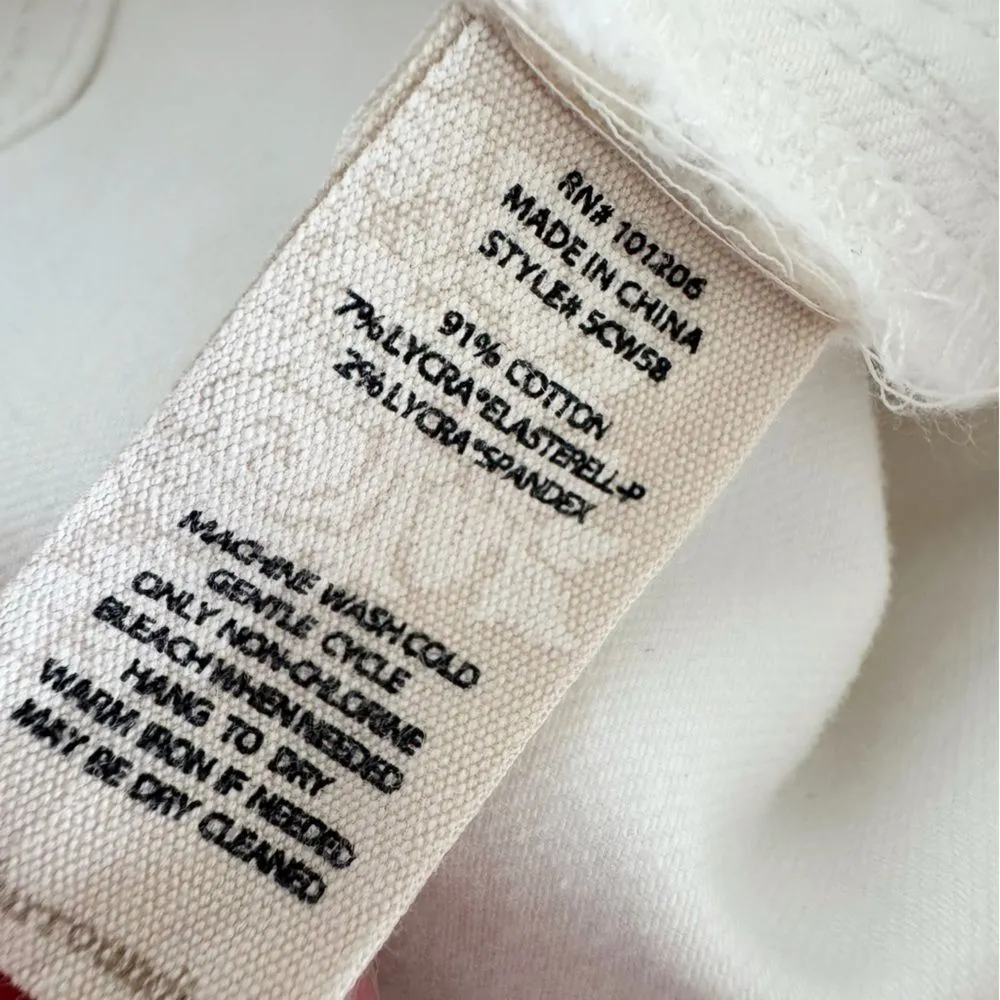 RN# 101206
MADE IN CHINA
STYLE# 5CW58
91% COTTON
7% LYCRA® ELASTERELL-P
2% LYCRA® SPANDEX
MACHINE WASH COLD
GENTLE CYCLE
ONLY NON-CHLORINE
BLEACH WHEN NEEDED
HANG TO DRY
WARM IRON IF NEEDED
MAY BE DRY CLEANED